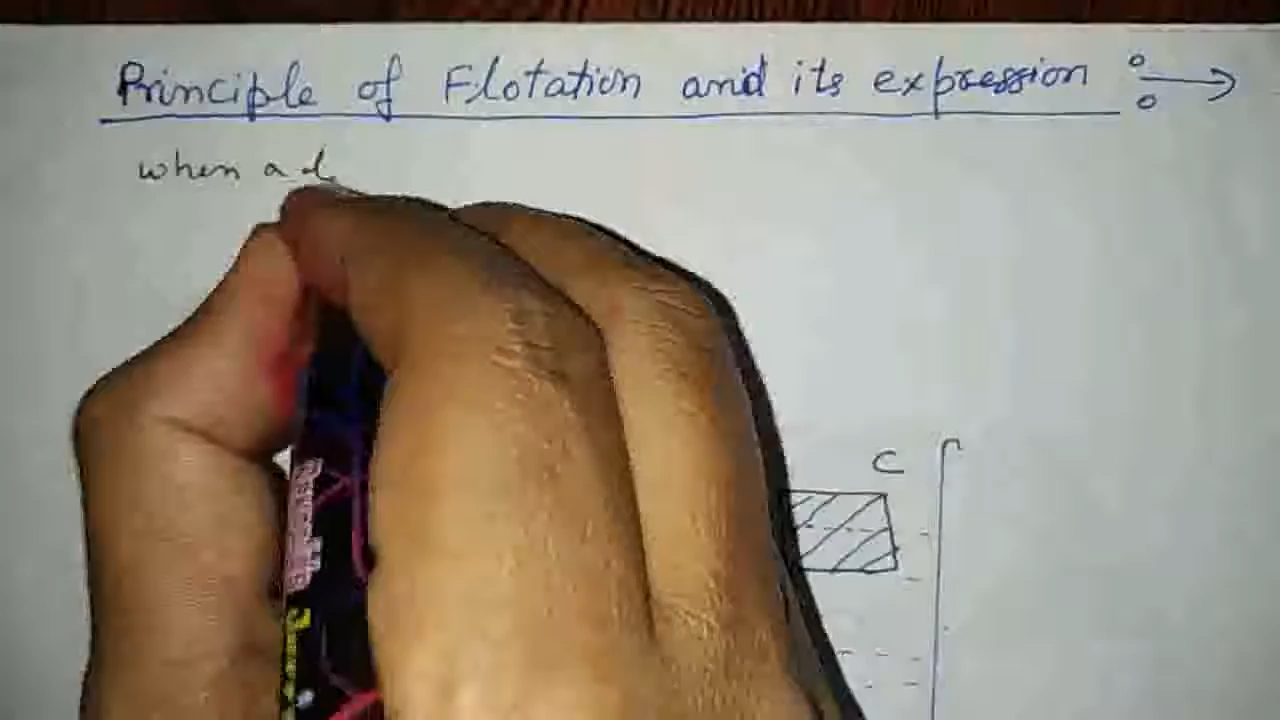 Principle of Flotation and its expression :→
when a
C